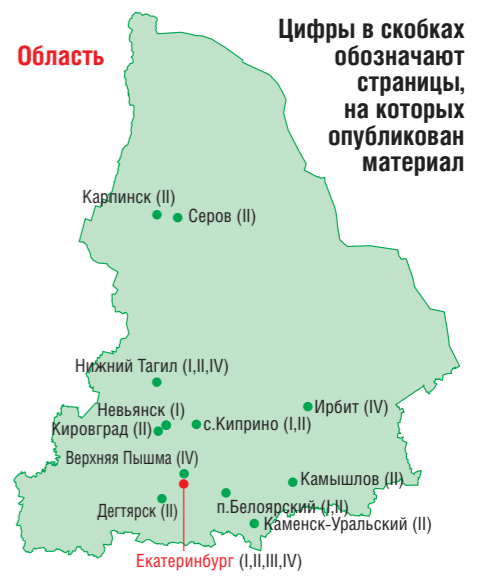 Область
Цифры в скобках
обозначают
страницы,
на которых
опубликован
материал
Карпинск (II)
Серов (II)
Нижний Тагил (I,II,IV)
Невьянск (I)
Ирбит (IV)
Кировград (II)
с.Киприно (I,II)
Верхняя Пышма (IV)
Камышлов (II)
п.Белоярский (I,II)
Дегтярск (II)
Каменск-Уральский (II)
Екатеринбург (I,II,III,IV)